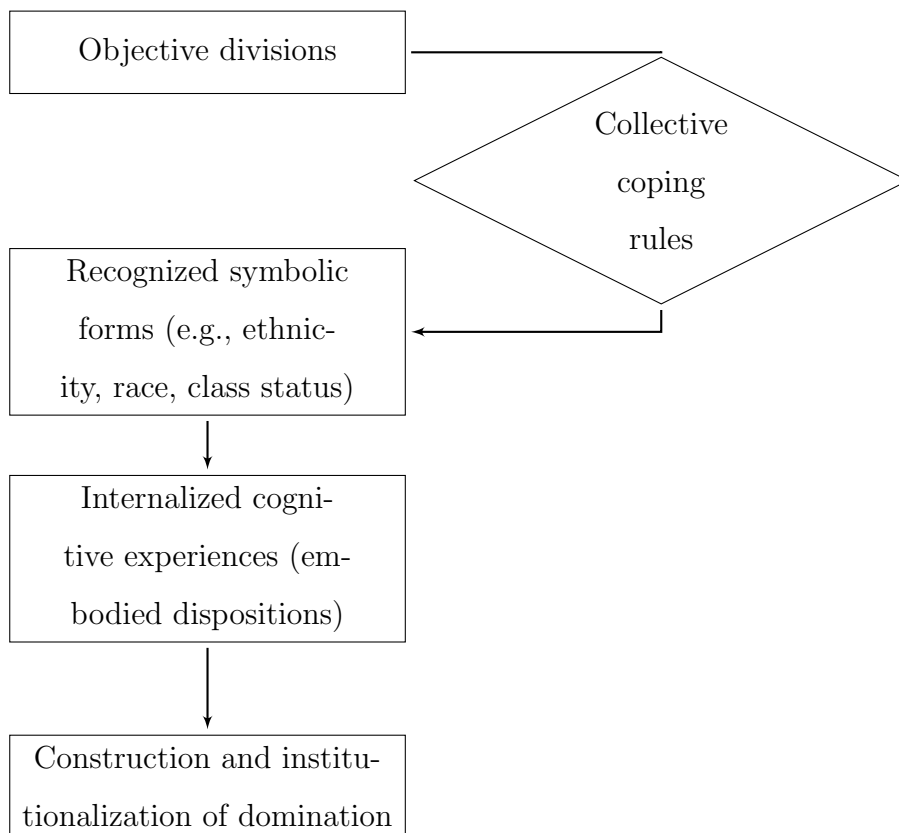 Objective divisions
Collective
coping
rules
Recognized symbolic
forms (e.g., ethnic-
ity, race, class status)
Internalized cogni-
tive experiences (em-
bodied dispositions)
Construction and institu-
tionalization of domination